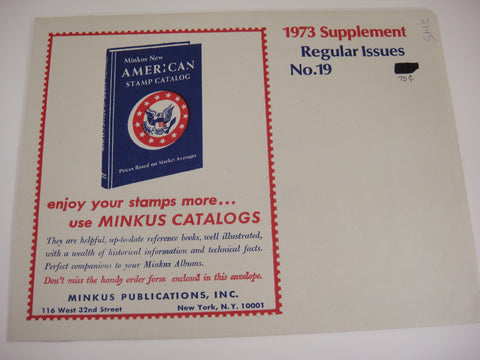 1973 Supplement
Regular Issues
No.19
75¢
2145
Minkus New
AMERICAN
STAMP CATALOG
Prices Based on Market Averages
enjoy your stamps more...
use MINKUS CATALOGS
They are helpful, up-to-date reference books, well illustrated,
with a wealth of historical information and technical facts.
Perfect companions to your Minkus Albums.
Don't miss the handy order form enclosed in this envelope.
MINKUS PUBLICATIONS, INC.
116 West 32nd Street New York, N.Y. 10001